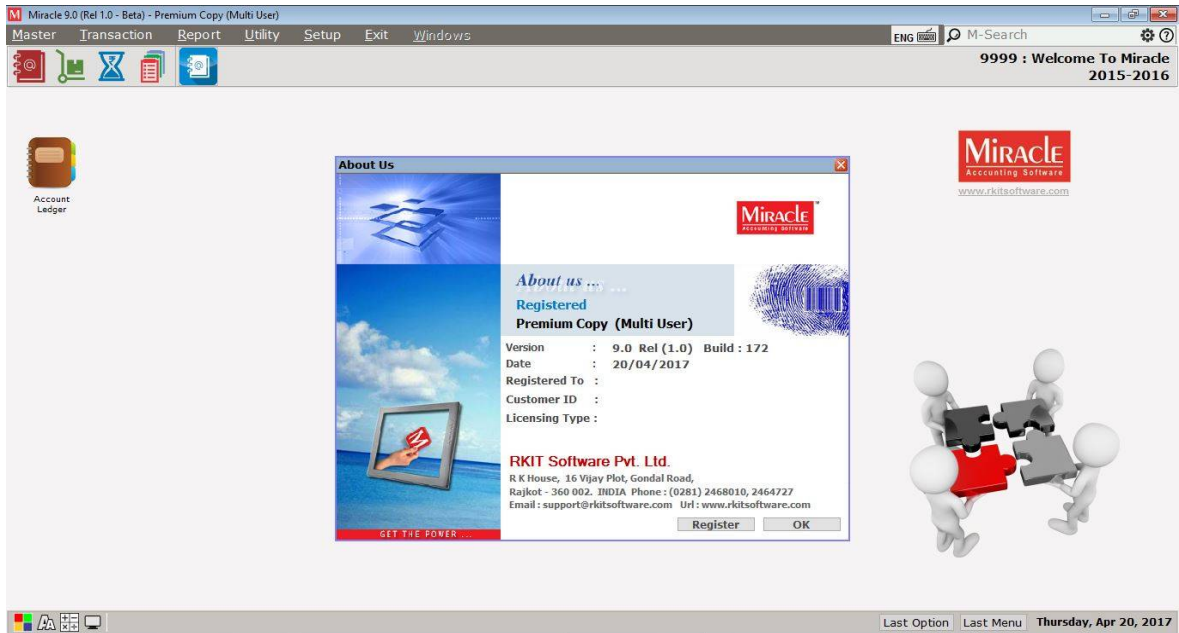 Miracle 9.0 (Rel 1.0 - Beta) - Premium Copy (Multi User)
Master Transaction Report Utility Setup Exit Windows
ENG M-Search
9999 : Welcome To Miracle
2015-2016
Account
Ledger
MIRACLE
Accounting Software
www.rkitsoftware.com
About Us
MIRACLE
Accounting Software
About us ...
Registered
Premium Copy (Multi User)
Version : 9.0 Rel (1.0) Build : 172
Date : 20/04/2017
Registered To :
Customer ID :
Licensing Type :
RKIT Software Pvt. Ltd.
R K House, 16 Vijay Plot, Gondal Road,
Rajkot - 360 002. INDIA Phone : (0281) 2468010, 2464727
Email : support@rkitsoftware.com Url : www.rkitsoftware.com
Register OK
GET THE POWER ...
Last Option Last Menu Thursday, Apr 20, 2017